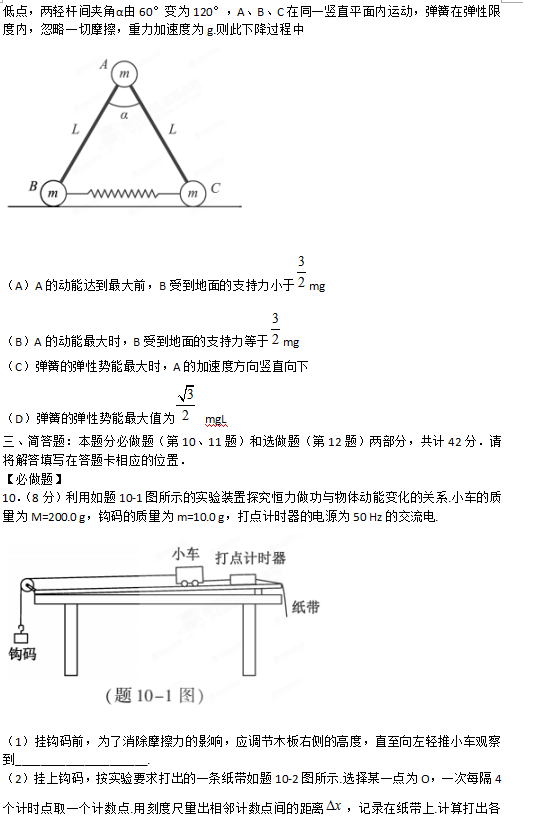 低点，两轻杆间夹角α由 60° 变为 120° ，A、B、C 在同一竖直平面内运动，弹簧在弹性限
度内，忽略一切摩擦，重力加速度为 g.则此下降过程中
A
m
α
L
L
B
m
m
C
（A）A 的动能达到最大前，B 受到地面的支持力小于 3/2 mg
（B）A 的动能最大时，B 受到地面的支持力等于 3/2 mg
（C）弹簧的弹性势能最大时，A 的加速度方向竖直向下
（D）弹簧的弹性势能最大值为 √3/2 mgL
三、简答题：本题分必做题（第 10、11 题）和选做题（第 12 题）两部分，共计 42 分．请
将解答填写在答题卡相应的位置．
【必做题】
10.（8 分）利用如题 10-1 图所示的实验装置探究恒力做功与物体动能变化的关系.小车的质
量为 M=200.0 g，钩码的质量为 m=10.0 g，打点计时器的电源为 50 Hz 的交流电.
小车
打点计时器
纸带
钩码
(题 10-1 图)
（1）挂钩码前，为了消除摩擦力的影响，应调节木板右侧的高度，直至向左轻推小车观察
到____________________.
（2）挂上钩码，按实验要求打出的一条纸带如题 10-2 图所示.选择某一点为 O，一次每隔 4
个计时点取一个计数点.用刻度尺量出相邻计数点间的距离 Δx ，记录在纸带上.计算打出各